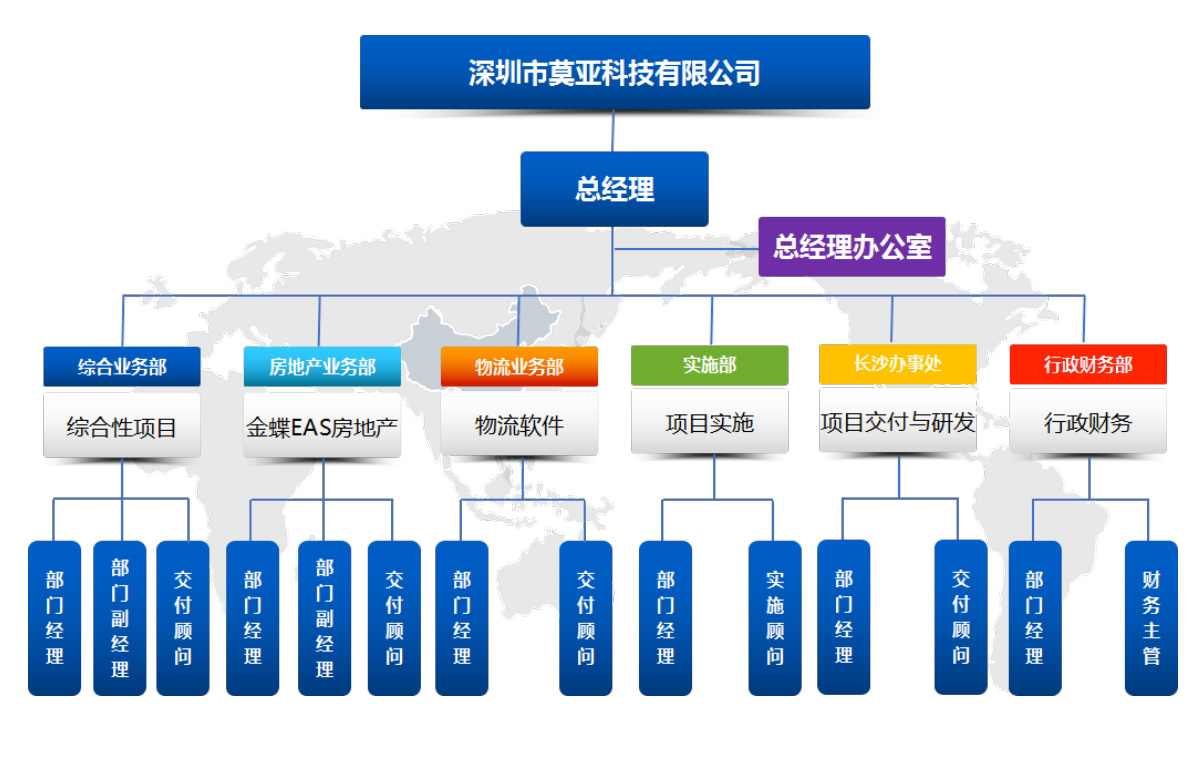 深圳市莫亚科技有限公司
总经理
总经理办公室
综合业务部
房地产业务部
物流业务部
实施部
长沙办事处
行政财务部
综合性项目
金蝶EAS房地产
物流软件
项目实施
项目交付与研发
行政财务
部门经理
部门副经理
交付顾问
部门经理
部门副经理
交付顾问
部门经理
交付顾问
部门经理
实施顾问
部门经理
交付顾问
部门经理
财务主管